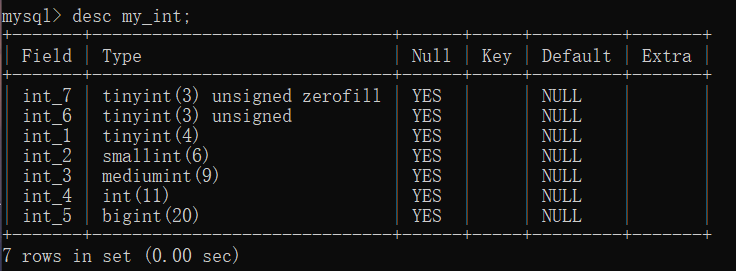 mysql> desc my_int;
+-------+------------------------------+------+-----+---------+-------+
| Field | Type                         | Null | Key | Default | Extra |
+-------+------------------------------+------+-----+---------+-------+
| int_7 | tinyint(3) unsigned zerofill | YES  |     | NULL    |       |
| int_6 | tinyint(3) unsigned          | YES  |     | NULL    |       |
| int_1 | tinyint(4)                   | YES  |     | NULL    |       |
| int_2 | smallint(6)                  | YES  |     | NULL    |       |
| int_3 | mediumint(9)                 | YES  |     | NULL    |       |
| int_4 | int(11)                      | YES  |     | NULL    |       |
| int_5 | bigint(20)                   | YES  |     | NULL    |       |
+-------+------------------------------+------+-----+---------+-------+
7 rows in set (0.00 sec)